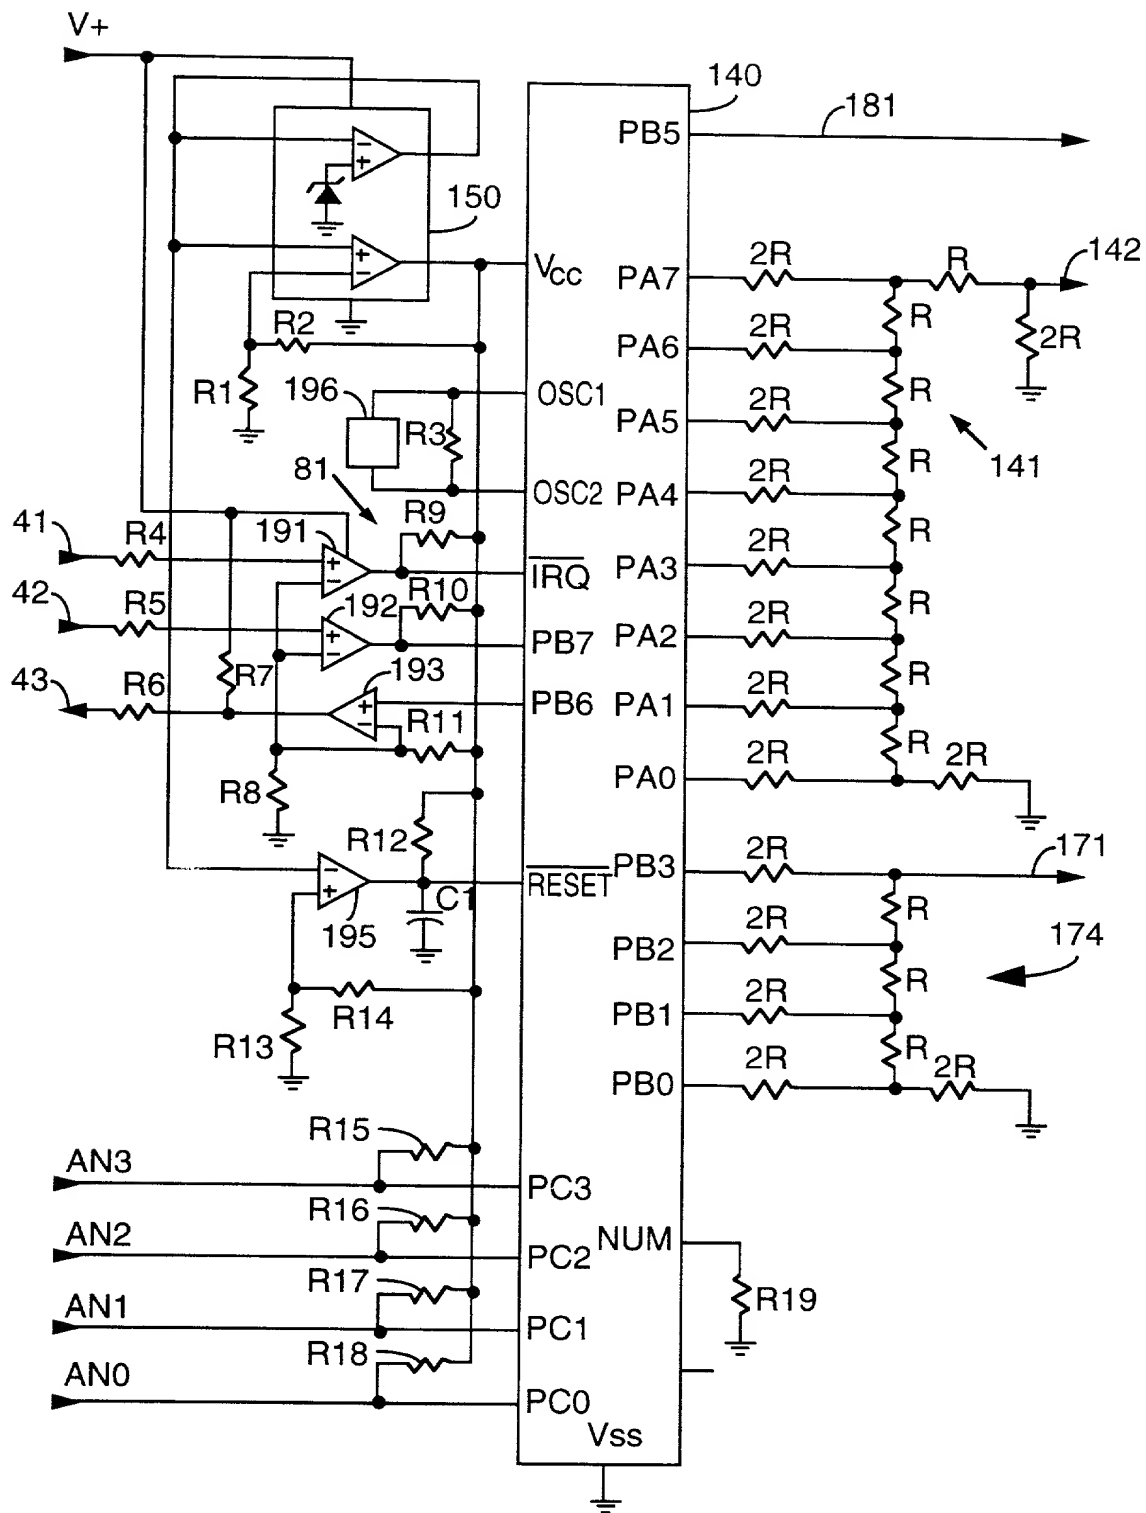 V+
140
PB5
181
150
VCC
PA7
2R
R
142
R
2R
R2
PA6
2R
R
R1
196
OSC1
R3
PA5
2R
R
141
81
OSC2
PA4
2R
R
41
R4
191
R9
IRQ
PA3
2R
R
42
R5
192
R10
PB7
PA2
2R
R
43
R6
R7
193
R11
PB6
PA1
2R
R
R8
PA0
2R
2R
R12
PB3
2R
171
RESET
C1
195
R
PB2
2R
174
R
R14
R13
PB1
2R
R
PB0
2R
2R
R15
AN3
PC3
R16
AN2
PC2
NUM
R17
R19
AN1
PC1
R18
AN0
PC0
Vss